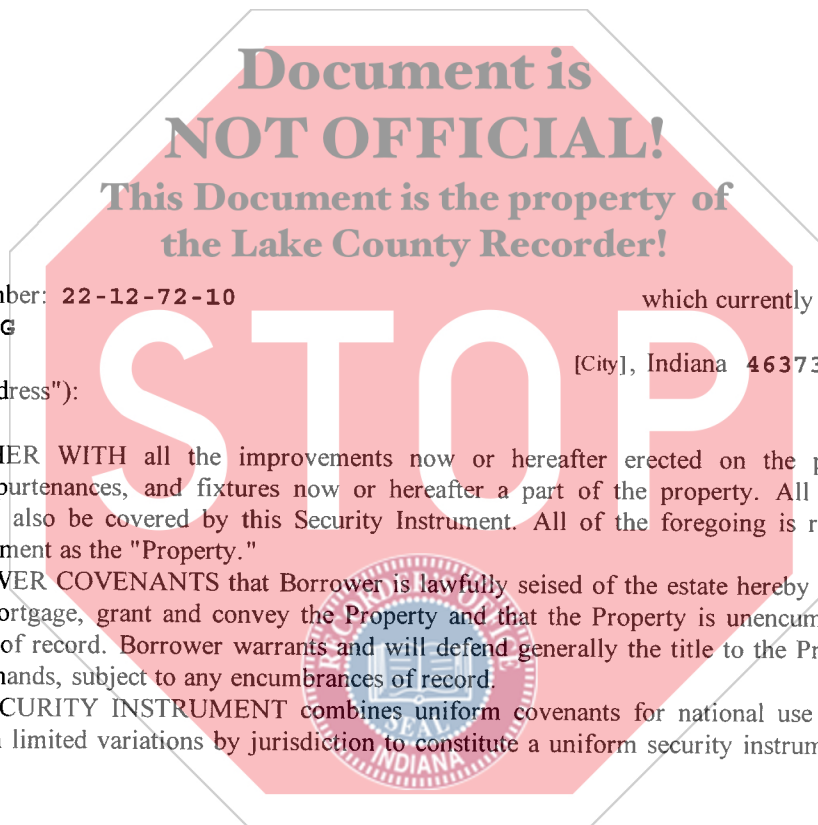 Document is
NOT OFFICIAL!
This Document is the property of
the Lake County Recorder!
nber: 22-12-72-10 which currently
G
[City], Indiana 46373
dress"):
STOP
IER WITH all the improvements now or hereafter erected on the p
ourtenances, and fixtures now or hereafter a part of the property. All
also be covered by this Security Instrument. All of the foregoing is r
ment as the "Property."
WER COVENANTS that Borrower is lawfully seised of the estate hereby
ortgage, grant and convey the Property and that the Property is unencum
of record. Borrower warrants and will defend generally the title to the Pr
nands, subject to any encumbrances of record.
CURITY INSTRUMENT combines uniform covenants for national use
limited variations by jurisdiction to constitute a uniform security instrum
RECORDER OFFICE
SEAL
INDIANA